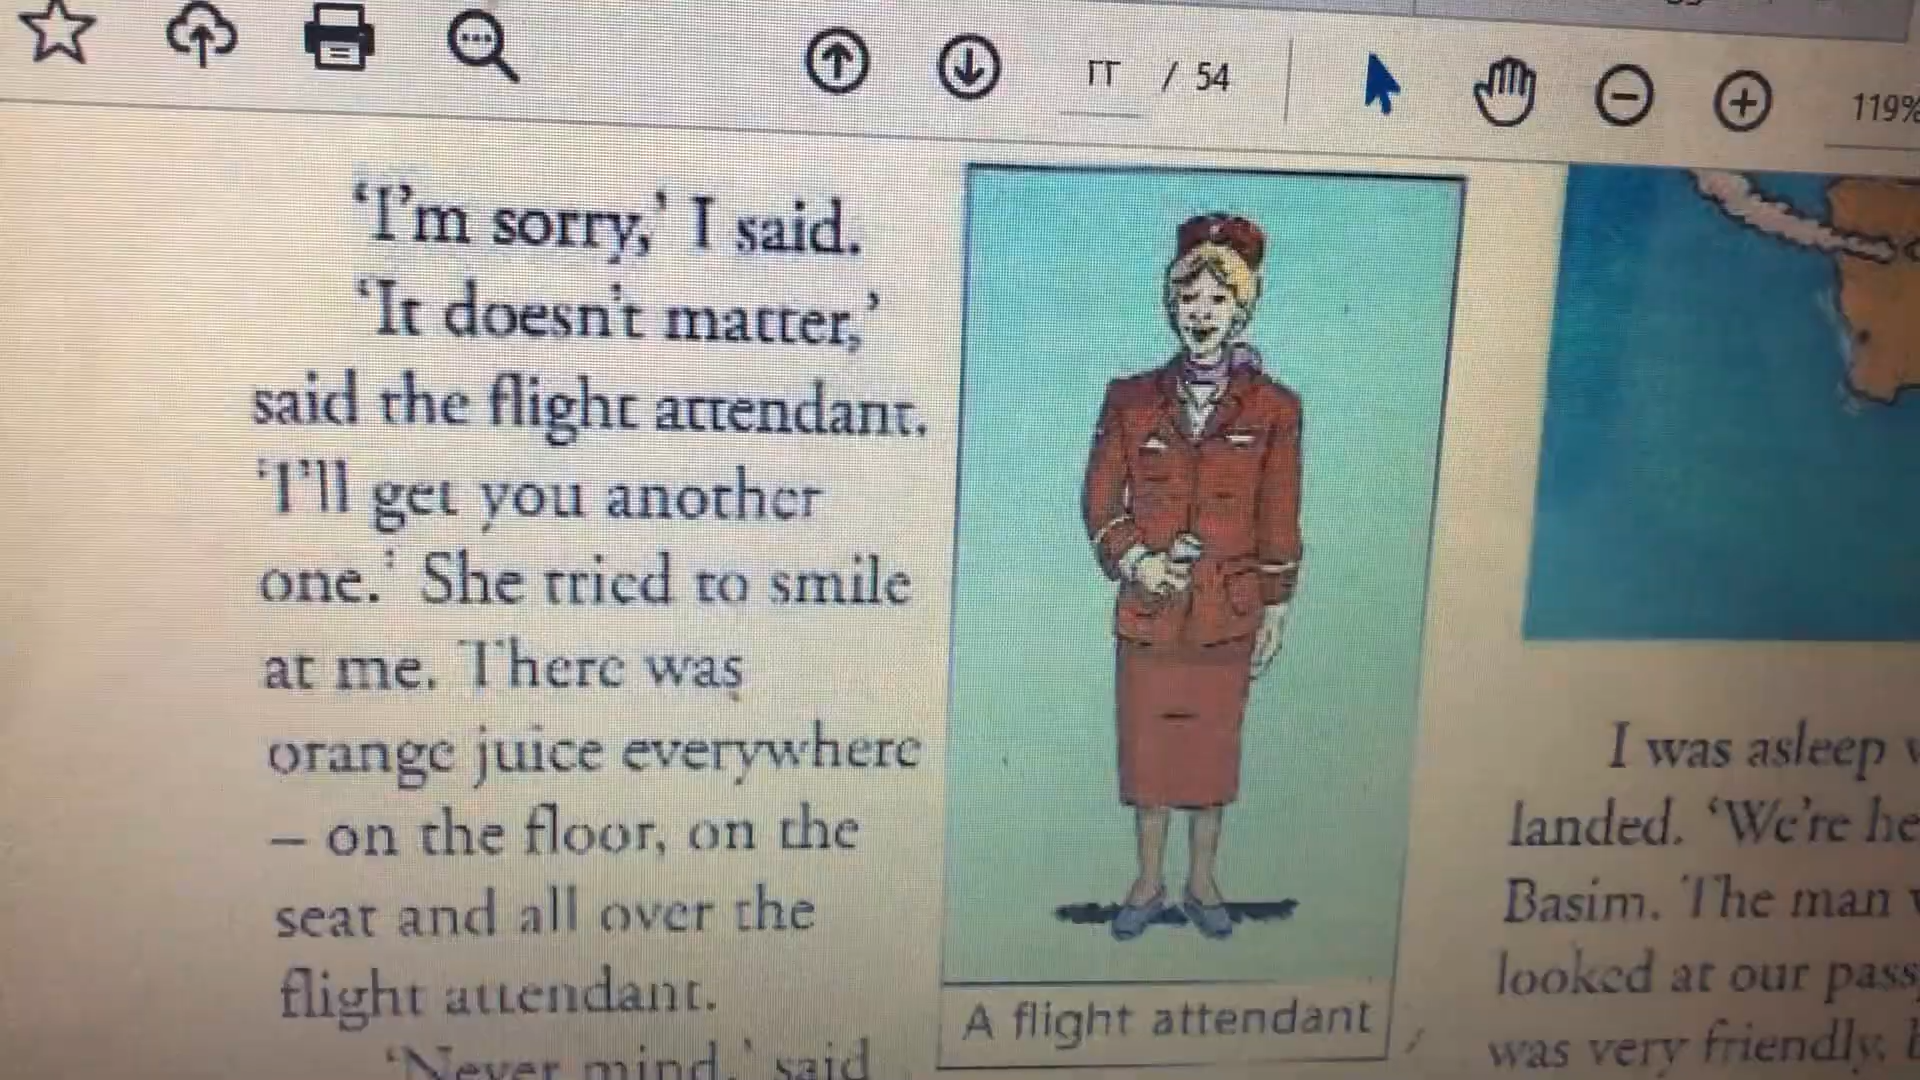 ٢٢ / 54
119%
‘I’m sorry,’ I said.
‘It doesn’t matter,’
said the flight attendant.
‘I’ll get you another
one.’ She tried to smile
at me. There was
orange juice everywhere
– on the floor, on the
seat and all over the
flight attendant.
‘Never mind,’ said
A flight attendant
I was asleep
landed. ‘We’re
Basim. The man
looked at our
was very friendly,